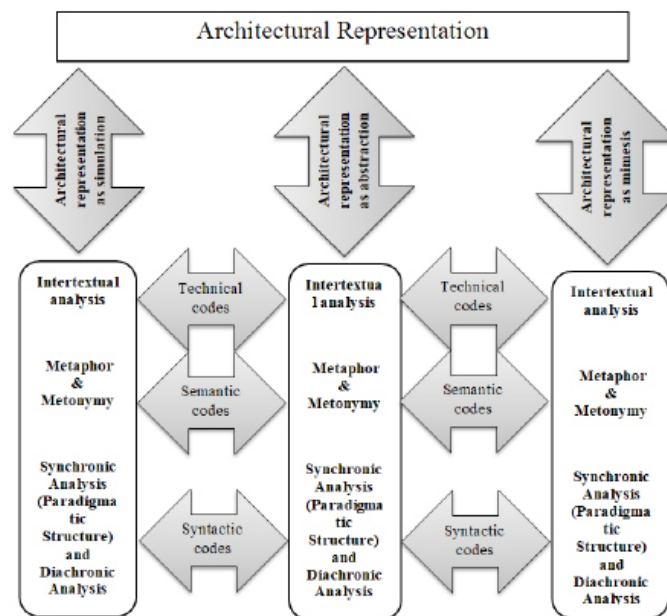 Architectural Representation
Architectural
representation
as simulation
Architectural
representation
as abstraction
Architectural
representation
as mimesis
Intertextual
analysis
Metaphor
&
Metonymy
Synchronic
Analysis
(Paradigma
tic
Structure)
and
Diachronic Analysis
Technical
codes
Semantic
codes
Syntactic
codes
Intertextua
l analysis
Metaphor
&
Metonymy
Synchronic
Analysis
(Paradigma
tic
Structure)
and
Diachronic Analysis
Technical
codes
Semantic
codes
Syntactic
codes
Intertextual
analysis
Metaphor
&
Metonymy
Synchronic
Analysis
(Paradigma
tic
Structure)
and
Diachronic Analysis